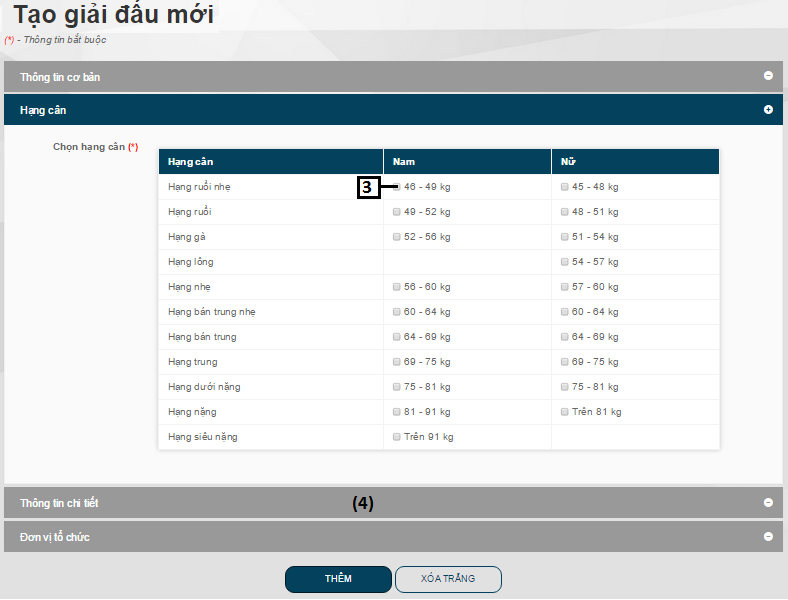 Tạo giải đấu mới
(*) - Thông tin bắt buộc
Thông tin cơ bản
Hạng cân
Chọn hạng cân (*)
Hạng cân Nam Nữ
Hạng ruồi nhẹ 3 46 - 49 kg 45 - 48 kg
Hạng ruồi 49 - 52 kg 48 - 51 kg
Hạng gà 52 - 56 kg 51 - 54 kg
Hạng lông 54 - 57 kg
Hạng nhẹ 56 - 60 kg 57 - 60 kg
Hạng bán trung nhẹ 60 - 64 kg 60 - 64 kg
Hạng bán trung 64 - 69 kg 64 - 69 kg
Hạng trung 69 - 75 kg 69 - 75 kg
Hạng dưới nặng 75 - 81 kg 75 - 81 kg
Hạng nặng 81 - 91 kg Trên 81 kg
Hạng siêu nặng Trên 91 kg
Thông tin chi tiết (4)
Đơn vị tổ chức
THÊM XÓA TRẮNG